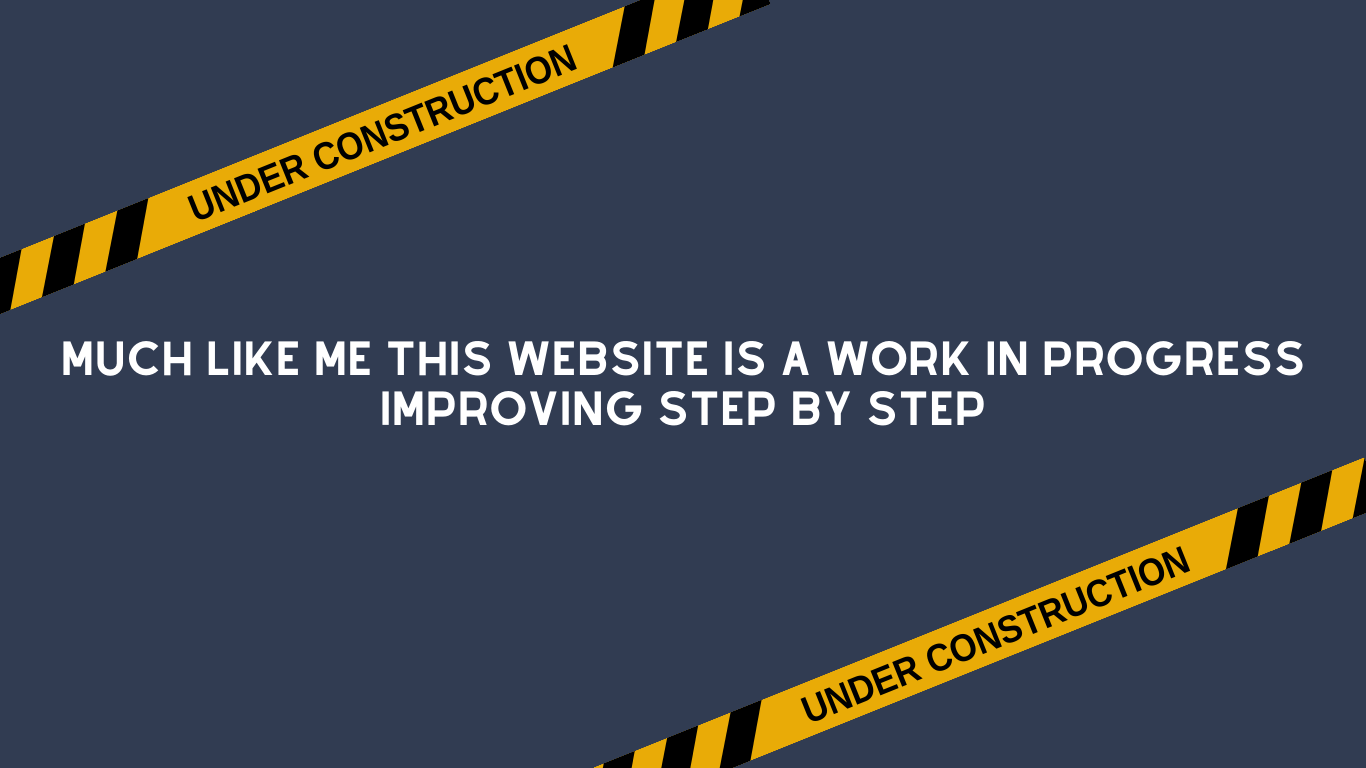 UNDER CONSTRUCTION
MUCH LIKE ME THIS WEBSITE IS A WORK IN PROGRESS
IMPROVING STEP BY STEP
UNDER CONSTRUCTION